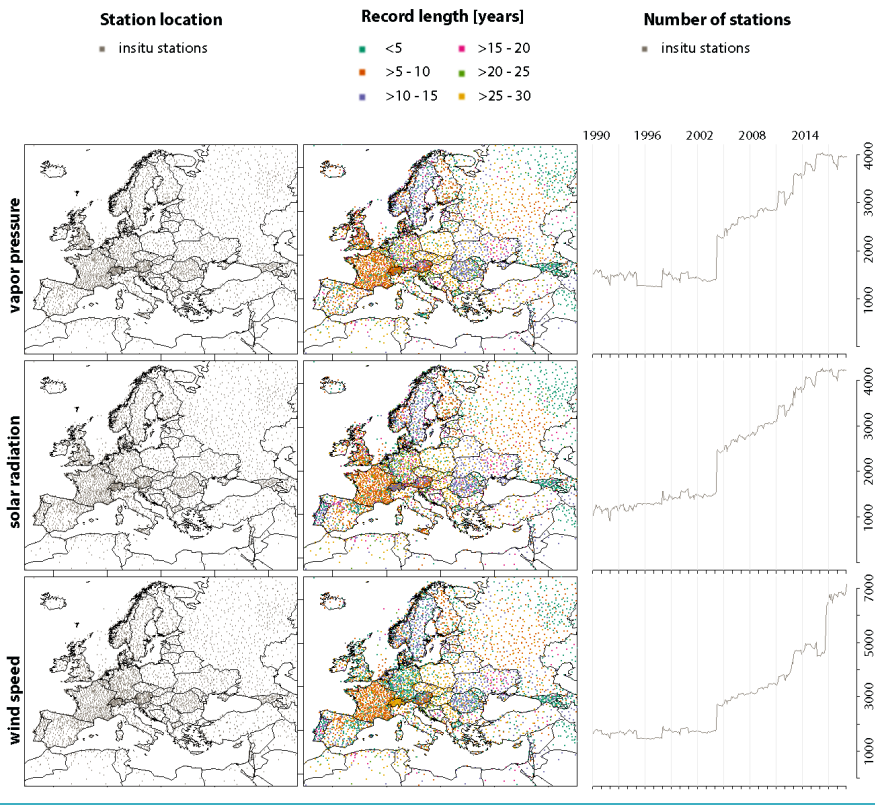 Station location
insitu stations
Record length [years]
<5
>5 - 10
>10 - 15
>15 - 20
>20 - 25
>25 - 30
Number of stations
insitu stations
1990 1996 2002 2008 2014
vapor pressure
4000
3000
2000
1000
solar radiation
4000
3000
2000
1000
wind speed
7000
5000
3000
1000